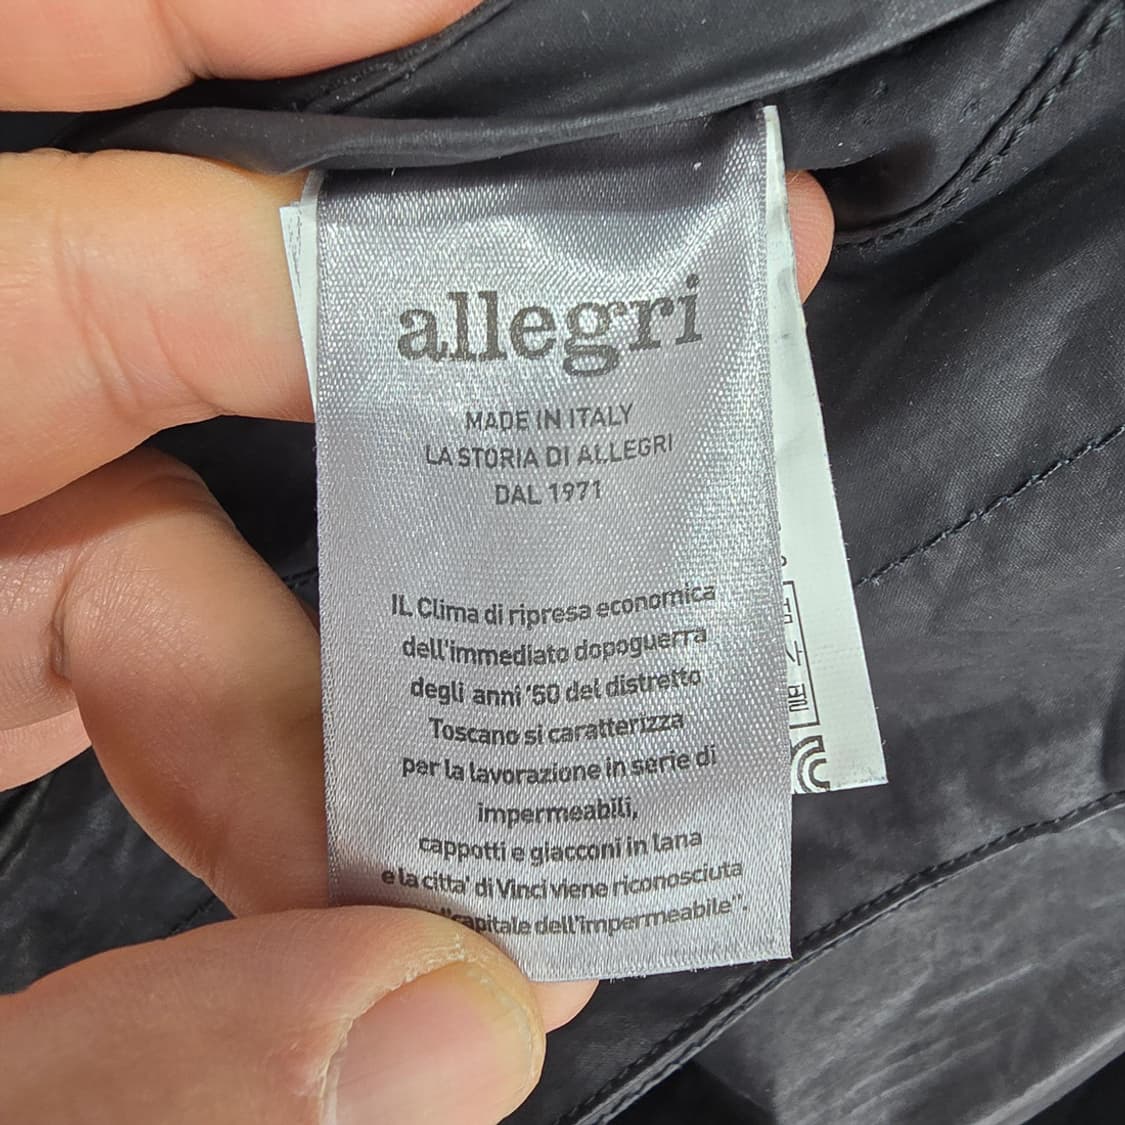 allegri
MADE IN ITALY
LA STORIA DI ALLEGRI
DAL 1971
IL Clima di ripresa economica
dell'immediato dopoguerra
degli anni '50 del distretto
Toscano si caratterizza
per la lavorazione in serie di
impermeabili,
cappotti e giacconi in lana
e la citta' di Vinci viene riconosciuta
"capitale dell'impermeabile".